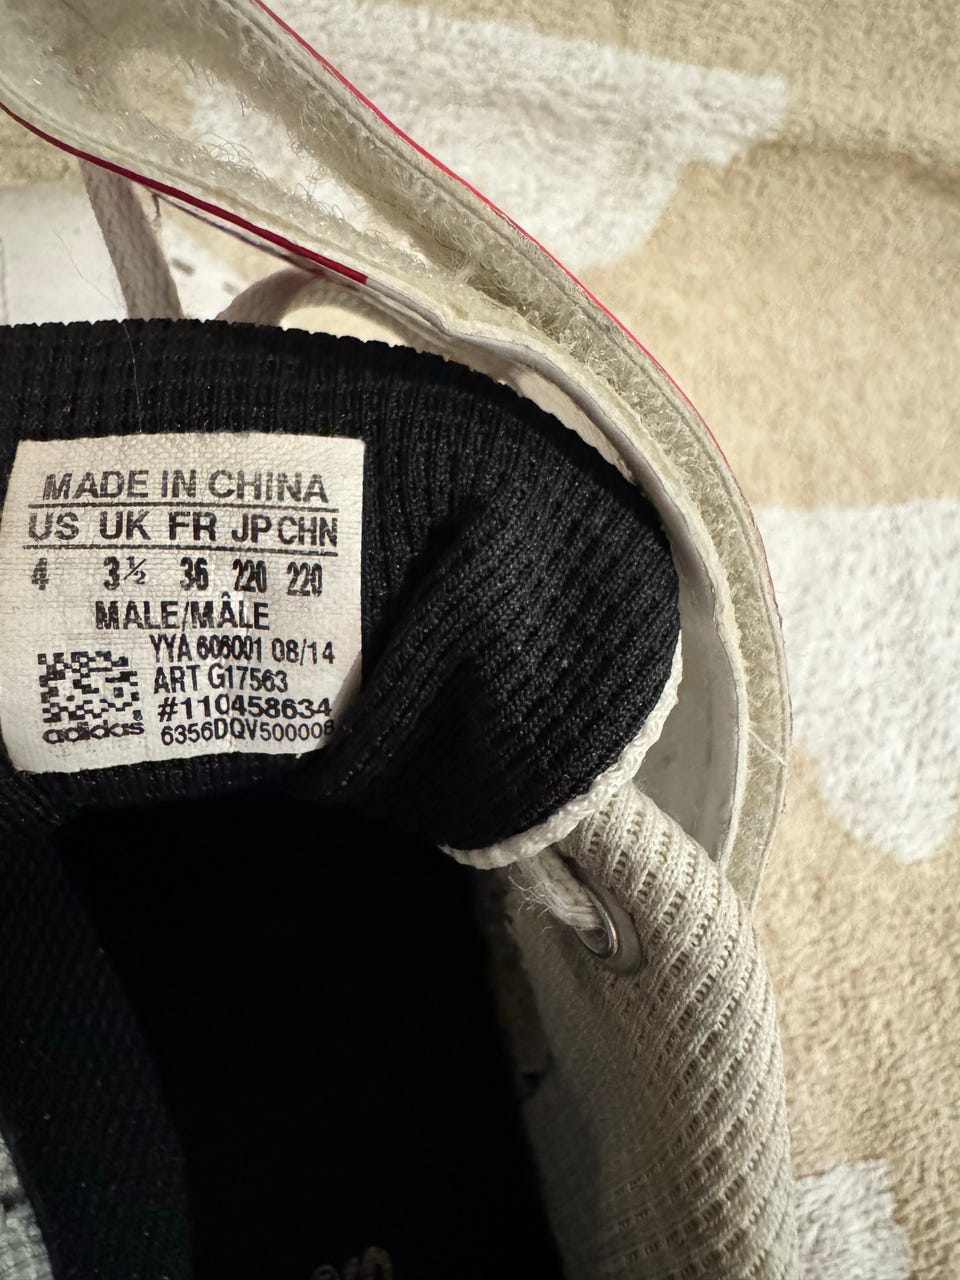 MADE IN CHINA
US UK FR JP CHN
4 3½ 36 220 220
MALE/MÂLE
YYA 606001 08/14
ART G17563
#110458634
adidas® 6356DQV500008